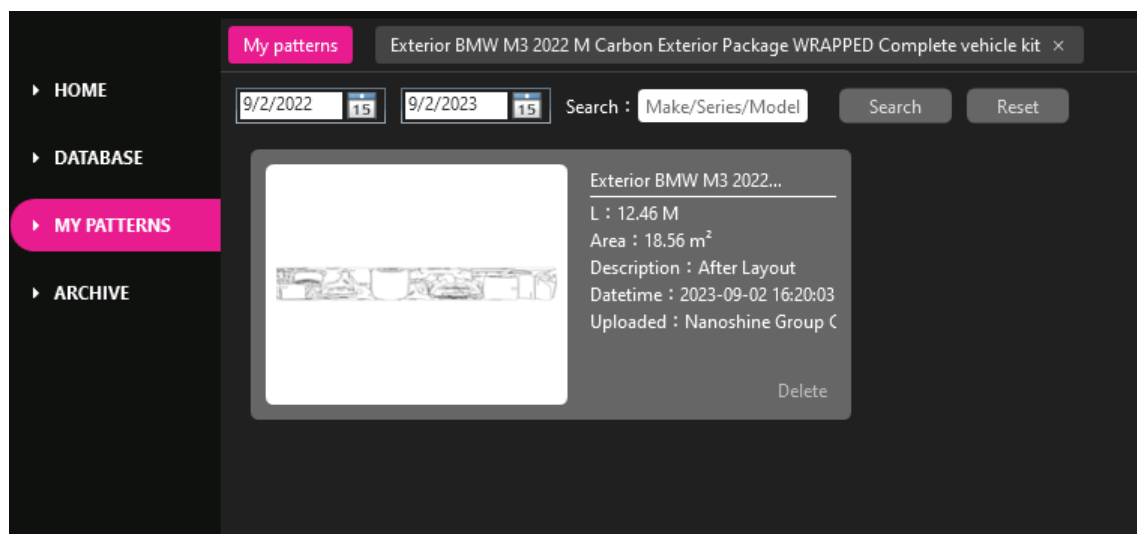 My patterns
Exterior BMW M3 2022 M Carbon Exterior Package WRAPPED Complete vehicle kit ×
HOME
DATABASE
MY PATTERNS
ARCHIVE
9/2/2022 15 9/2/2023 15 Search : Make/Series/Model Search Reset
Exterior BMW M3 2022...
L : 12.46 M
Area : 18.56 m²
Description : After Layout
Datetime : 2023-09-02 16:20:03
Uploaded : Nanoshine Group C
Delete